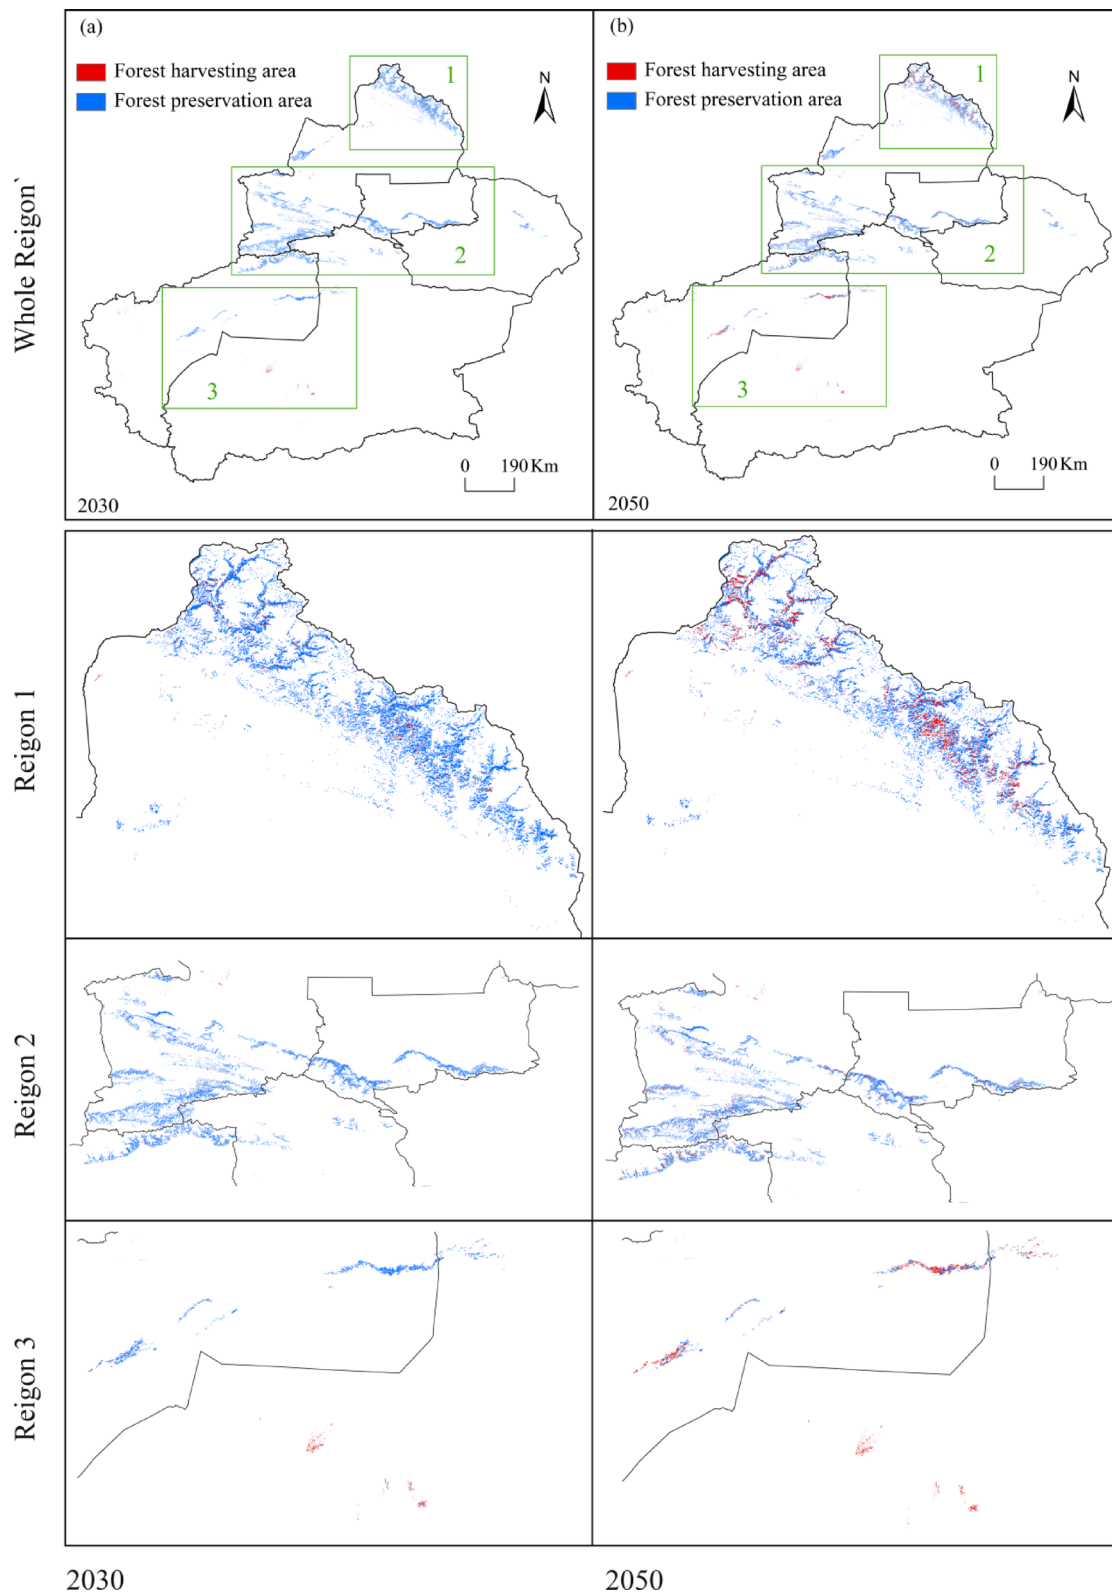 (a)
Forest harvesting area
Forest preservation area
1
2
3
N
0 190 Km
2030
(b)
Forest harvesting area
Forest preservation area
1
2
3
N
0 190 Km
2050
Whole Reigon`
Reigon 1
Reigon 2
Reigon 3
2030
2050